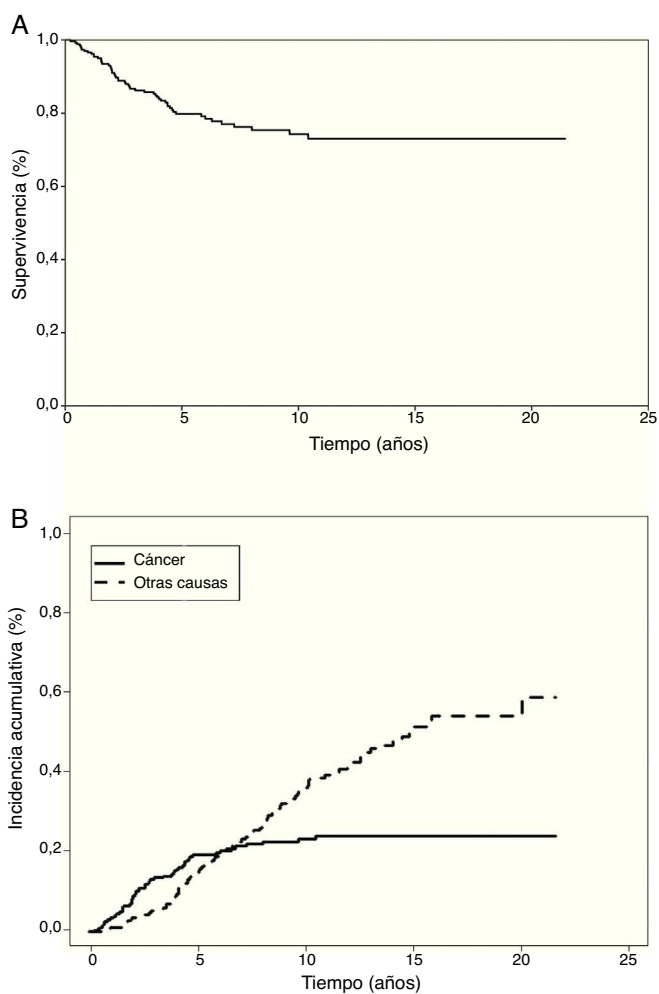 A
1,0
0,8
0,6
0,4
0,2
0,0
Supervivencia (%)
0 5 10 15 20 25
Tiempo (años)
B
1,0
0,8
0,6
0,4
0,2
0,0
Incidencia acumulativa (%)
Cáncer
Otras causas
0 5 10 15 20 25
Tiempo (años)